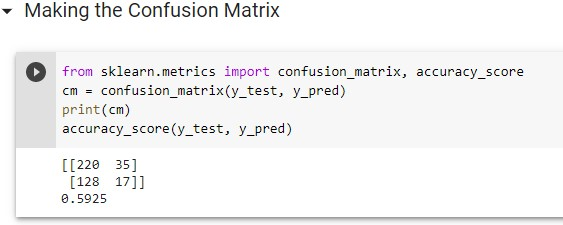 Making the Confusion Matrix
from sklearn.metrics import confusion_matrix, accuracy_score
cm = confusion_matrix(y_test, y_pred)
print(cm)
accuracy_score(y_test, y_pred)
[[220  35]
 [128  17]]
0.5925